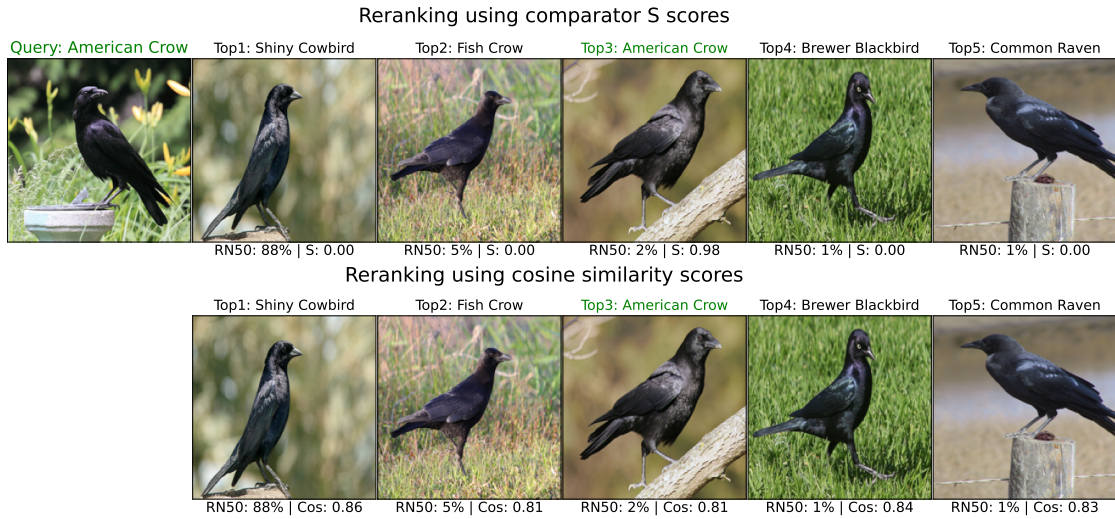 Reranking using comparator S scores
Query: American Crow
Top1: Shiny Cowbird
Top2: Fish Crow
Top3: American Crow
Top4: Brewer Blackbird
Top5: Common Raven
RN50: 88% | S: 0.00
RN50: 5% | S: 0.00
RN50: 2% | S: 0.98
RN50: 1% | S: 0.00
RN50: 1% | S: 0.00
Reranking using cosine similarity scores
Top1: Shiny Cowbird
Top2: Fish Crow
Top3: American Crow
Top4: Brewer Blackbird
Top5: Common Raven
RN50: 88% | Cos: 0.86
RN50: 5% | Cos: 0.81
RN50: 2% | Cos: 0.81
RN50: 1% | Cos: 0.84
RN50: 1% | Cos: 0.83